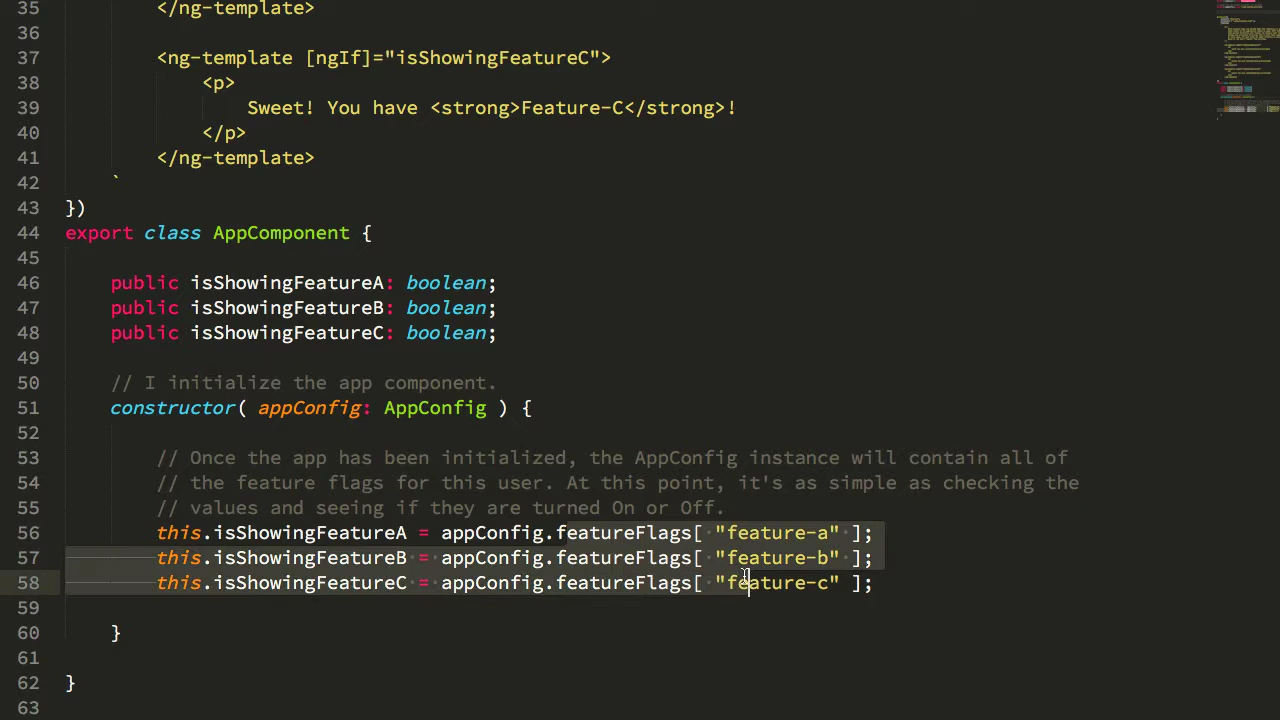 35 </ng-template>
36
37 <ng-template [ngIf]="isShowingFeatureC">
38 <p>
39 Sweet! You have <strong>Feature-C</strong>!
40 </p>
41 </ng-template>
42 `
43 })
44 export class AppComponent {
45
46 public isShowingFeatureA: boolean;
47 public isShowingFeatureB: boolean;
48 public isShowingFeatureC: boolean;
49
50 // I initialize the app component.
51 constructor( appConfig: AppConfig ) {
52
53 // Once the app has been initialized, the AppConfig instance will contain all of
54 // the feature flags for this user. At this point, it's as simple as checking the
55 // values and seeing if they are turned On or Off.
56 this.isShowingFeatureA = appConfig.featureFlags[ "feature-a" ];
57 this.isShowingFeatureB = appConfig.featureFlags[ "feature-b" ];
58 this.isShowingFeatureC = appConfig.featureFlags[ "feature-c" ];
59
60 }
61
62 }
63